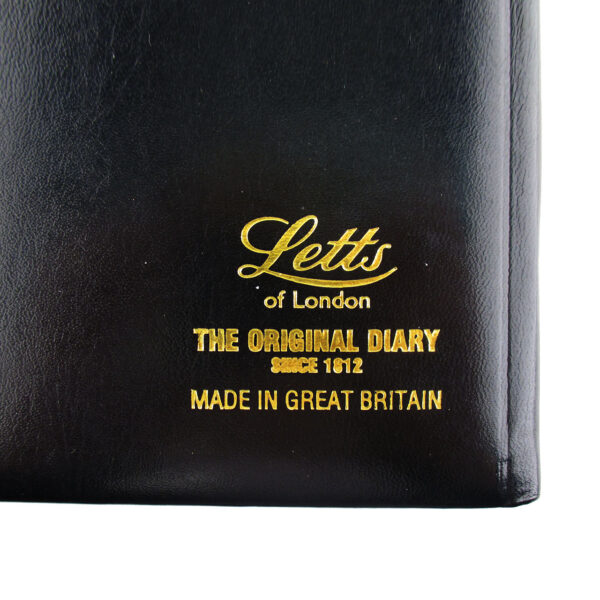 Letts
of London
THE ORIGINAL DIARY
SINCE 1812
MADE IN GREAT BRITAIN